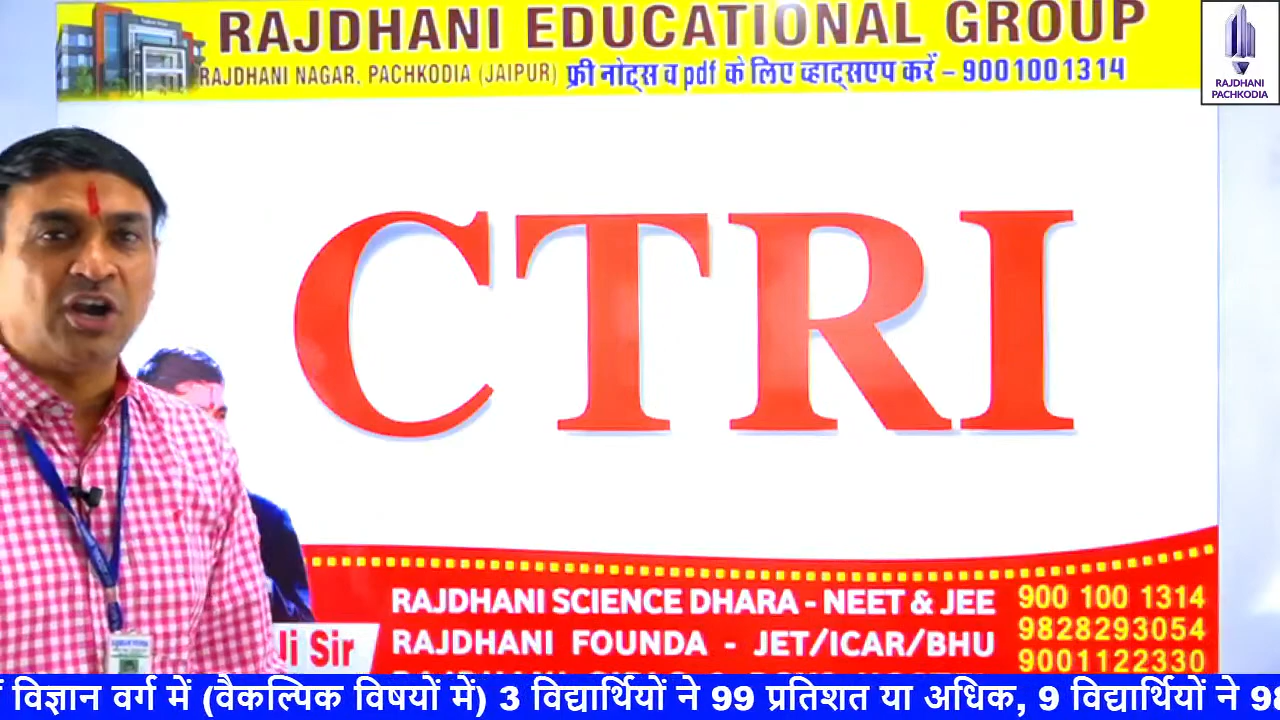 RAJDHANI EDUCATIONAL GROUP
RAJDHANI NAGAR, PACHKODIA (JAIPUR) फ्री नोट्स व pdf के लिए व्हाट्सएप करें – 9001001314
RAJDHANI
PACHKODIA
CTRI
RAJDHANI SCIENCE DHARA - NEET & JEE 900 100 1314
Ji Sir RAJDHANI FOUNDA - JET/ICAR/BHU 9828293054
9001122330
विज्ञान वर्ग में (वैकल्पिक विषयों में) 3 विद्यार्थियों ने 99 प्रतिशत या अधिक, 9 विद्यार्थियों ने